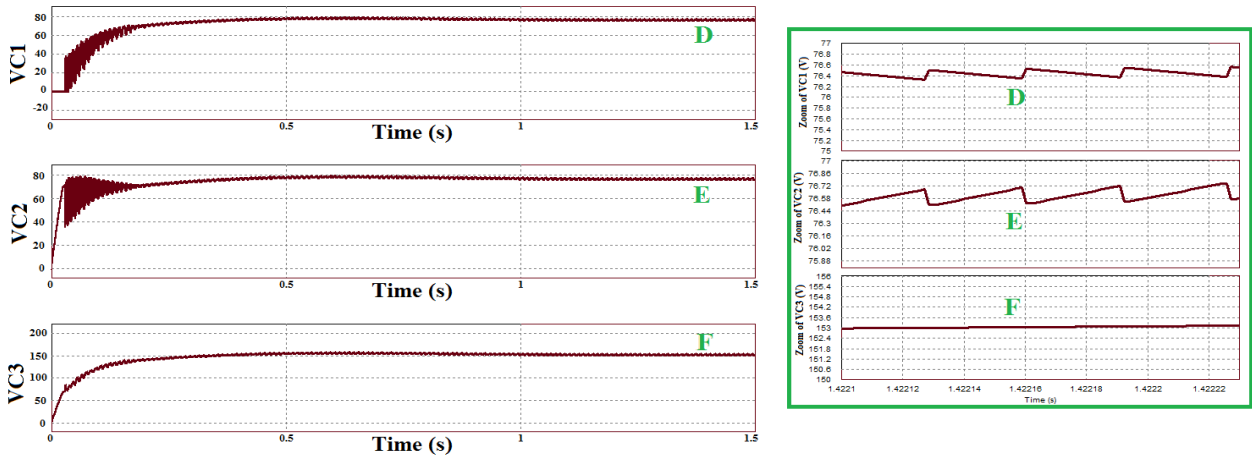 VC1
80
60
40
20
0
-20
D
0 0.5 1 1.5
Time (s)
VC2
80
60
40
20
0
E
0 0.5 1 1.5
Time (s)
VC3
200
150
100
50
0
F
0 0.5 1 1.5
Time (s)
Zoom of VC1 (V)
77
76.8
76.6
76.4
76.2
76
75.8
75.6
75.4
75.2
75
D
Zoom of VC2 (V)
77
76.86
76.72
76.58
76.44
76.3
76.16
76.02
75.88
E
Zoom of VC3 (V)
156
155.4
154.8
154.2
153.6
153
152.4
151.8
151.2
150.6
150
F
1.4221 1.42212 1.42214 1.42216 1.42218 1.4222 1.42222
Time (s)